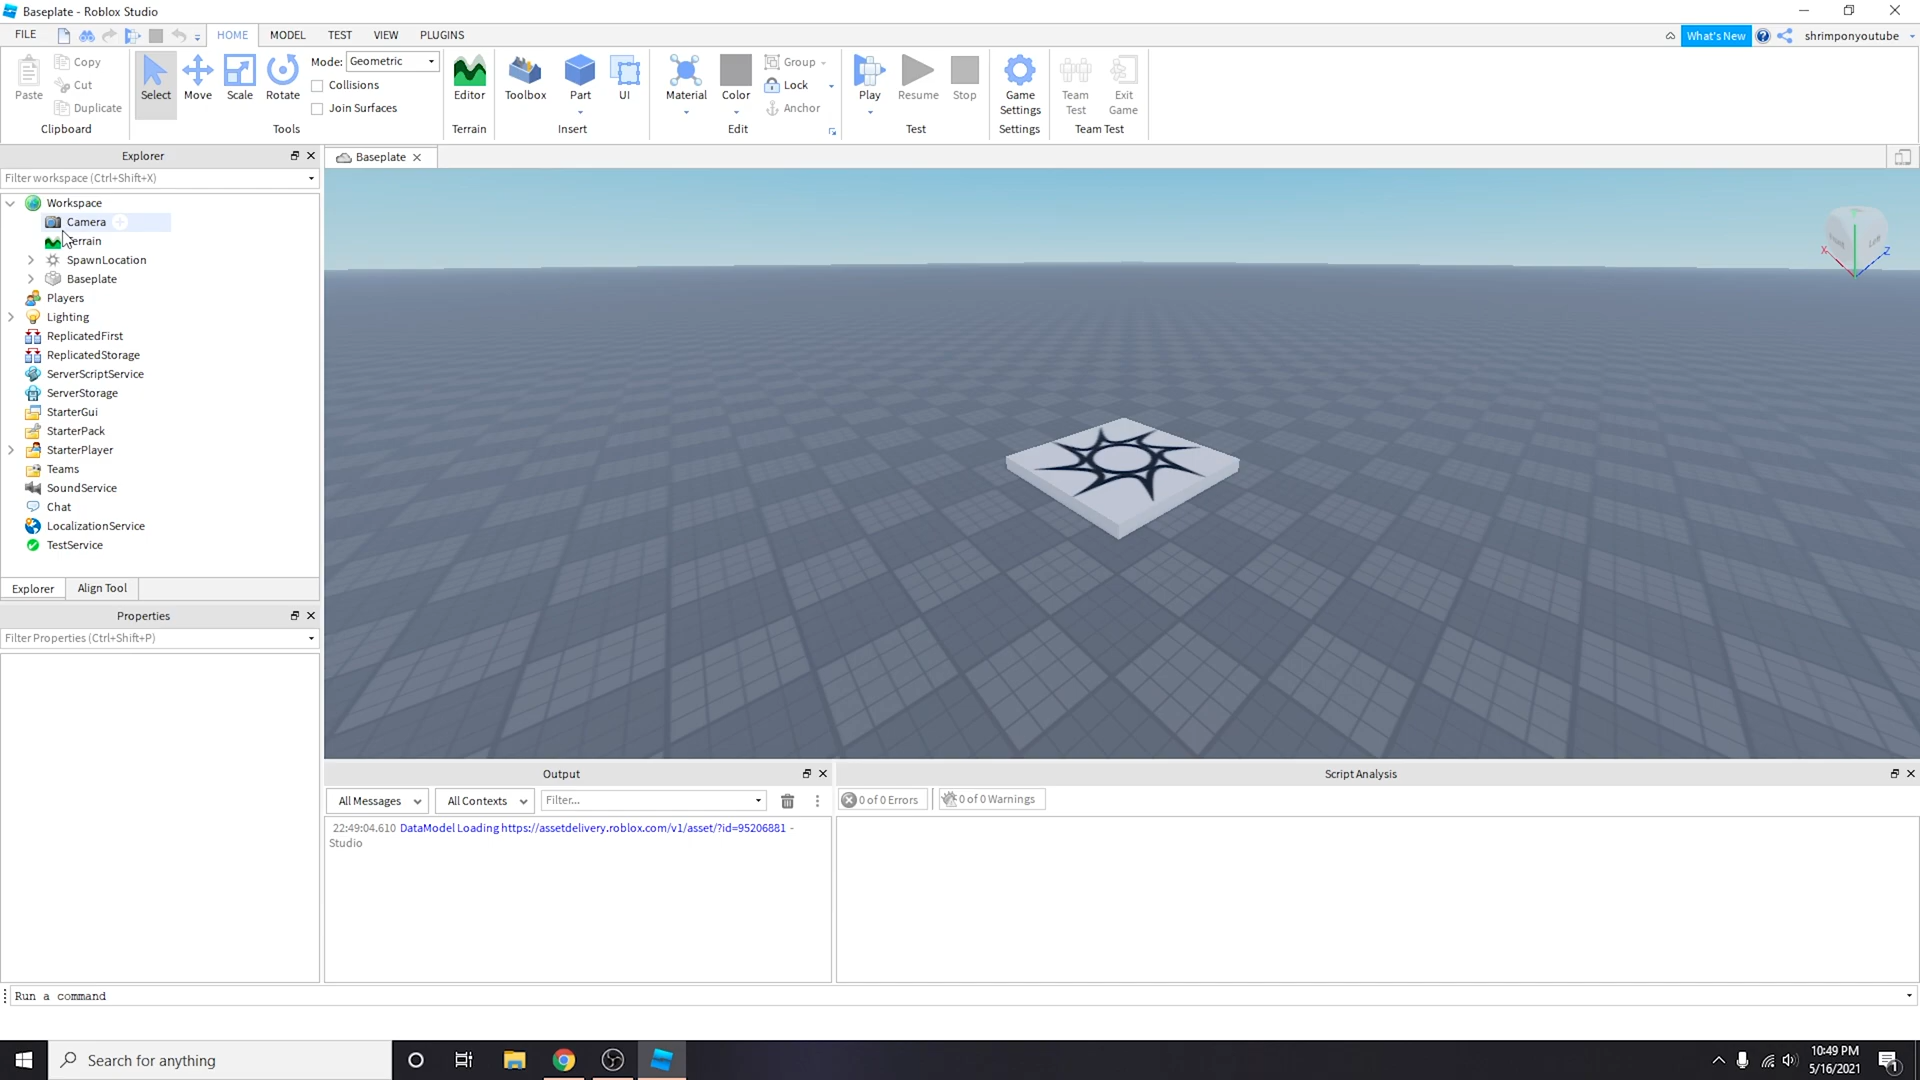 Baseplate - Roblox Studio
FILE HOME MODEL TEST VIEW PLUGINS What's New shrimponyoutube
Paste Copy Cut Duplicate
Clipboard
Select Move Scale Rotate
Mode: Geometric
Collisions
Join Surfaces
Tools
Editor
Terrain
Toolbox Part UI
Insert
Material Color
Group
Lock
Anchor
Edit
Play Resume Stop
Test
Game Settings
Settings
Team Test
Exit Game
Team Test
Explorer
Filter workspace (Ctrl+Shift+X)
Workspace
Camera
Terrain
SpawnLocation
Baseplate
Players
Lighting
ReplicatedFirst
ReplicatedStorage
ServerScriptService
ServerStorage
StarterGui
StarterPack
StarterPlayer
Teams
SoundService
Chat
LocalizationService
TestService
Explorer Align Tool
Properties
Filter Properties (Ctrl+Shift+P)
Baseplate
X
Z
Output
All Messages All Contexts Filter...
22:49:04.610 DataModel Loading https://assetdelivery.roblox.com/v1/asset/?id=95206881 -
Studio
Script Analysis
0 of 0 Errors 0 of 0 Warnings
Run a command
Search for anything
10:49 PM
5/16/2021
1